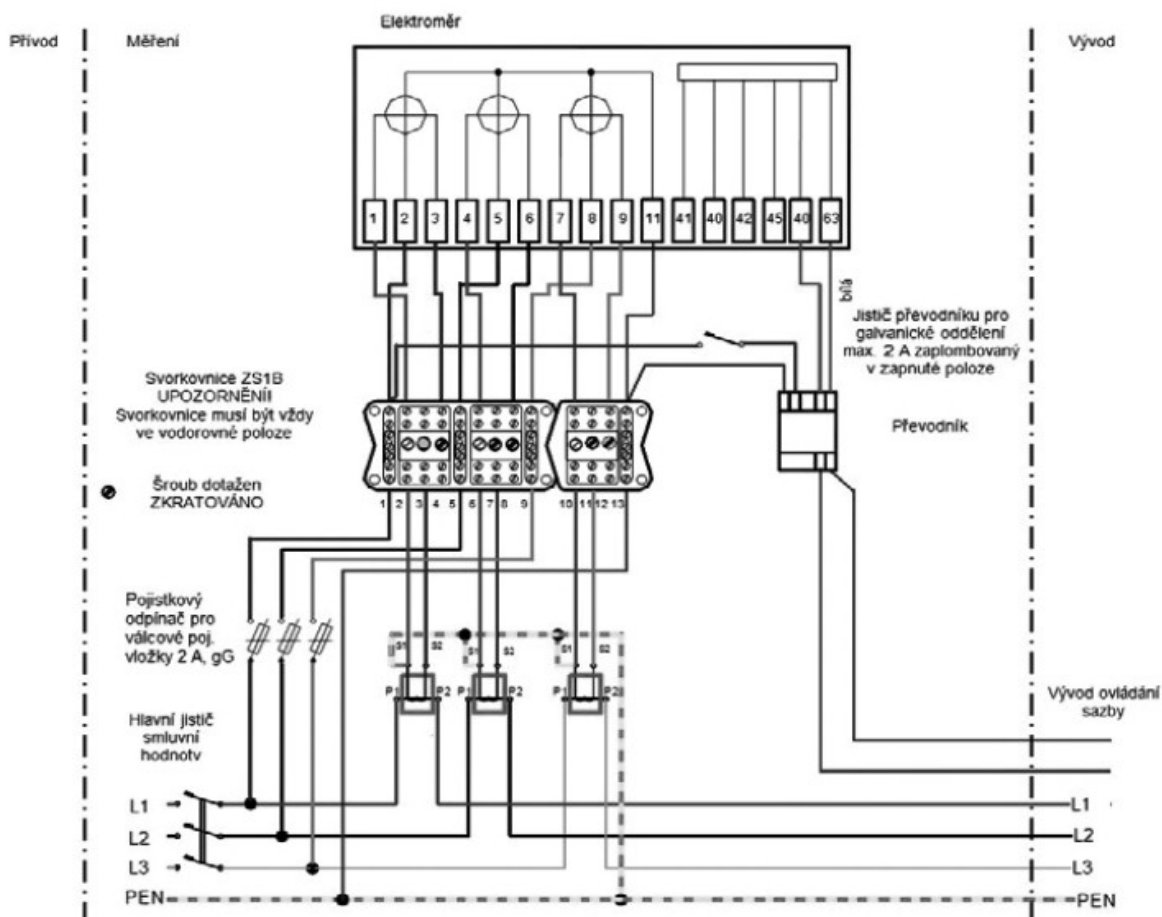 Elektroměr
Přívod
Měření
Vývod
1 2 3 4 5 6 7 8 9 11 41 40 42 45 40 63
bílá
Jistič převodníku pro
galvanické oddělení
max. 2 A zaplombovaný
v zapnuté poloze
Svorkovnice ZS1B
UPOZORNĚNÍ!
Svorkovnice musí být vždy
ve vodorovné poloze
Převodník
Šroub dotažen
ZKRATOVÁNO
1 2 3 4 5 6 7 8 9 10 11 12 13
Pojistkový
odpínač pro
válcové poj.
vložky 2 A, gG
S1 S2 S1 S2 S1 S2
P1 P2 P1 P2 P1 P2
Vývod ovládání
sazby
Hlavní jistič
smluvní
hodnotv
L1 L1
L2 L2
L3 L3
PEN PEN